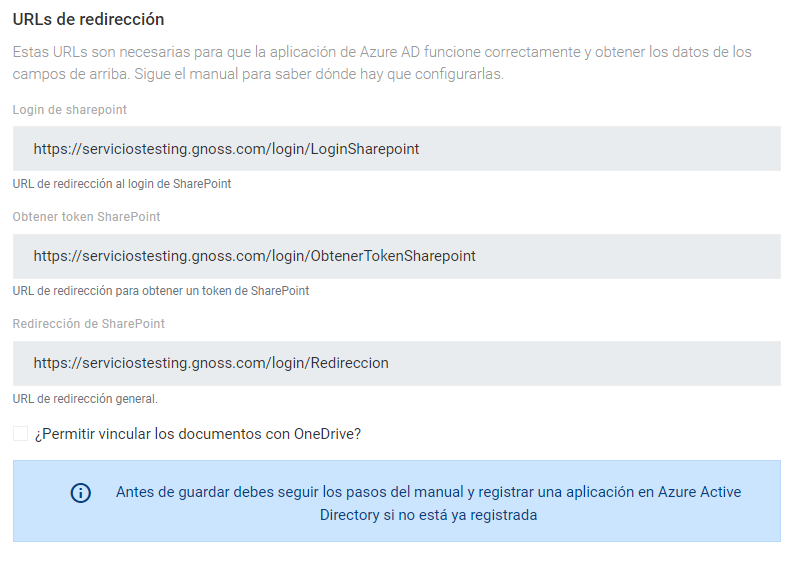 URLs de redirección
Estas URLs son necesarias para que la aplicación de Azure AD funcione correctamente y obtener los datos de los
campos de arriba. Sigue el manual para saber dónde hay que configurarlas.
Login de sharepoint
https://serviciostesting.gnoss.com/login/LoginSharepoint
URL de redirección al login de SharePoint
Obtener token SharePoint
https://serviciostesting.gnoss.com/login/ObtenerTokenSharepoint
URL de redirección para obtener un token de SharePoint
Redirección de SharePoint
https://serviciostesting.gnoss.com/login/Redireccion
URL de redirección general.
¿Permitir vincular los documentos con OneDrive?
Antes de guardar debes seguir los pasos del manual y registrar una aplicación en Azure Active
Directory si no está ya registrada